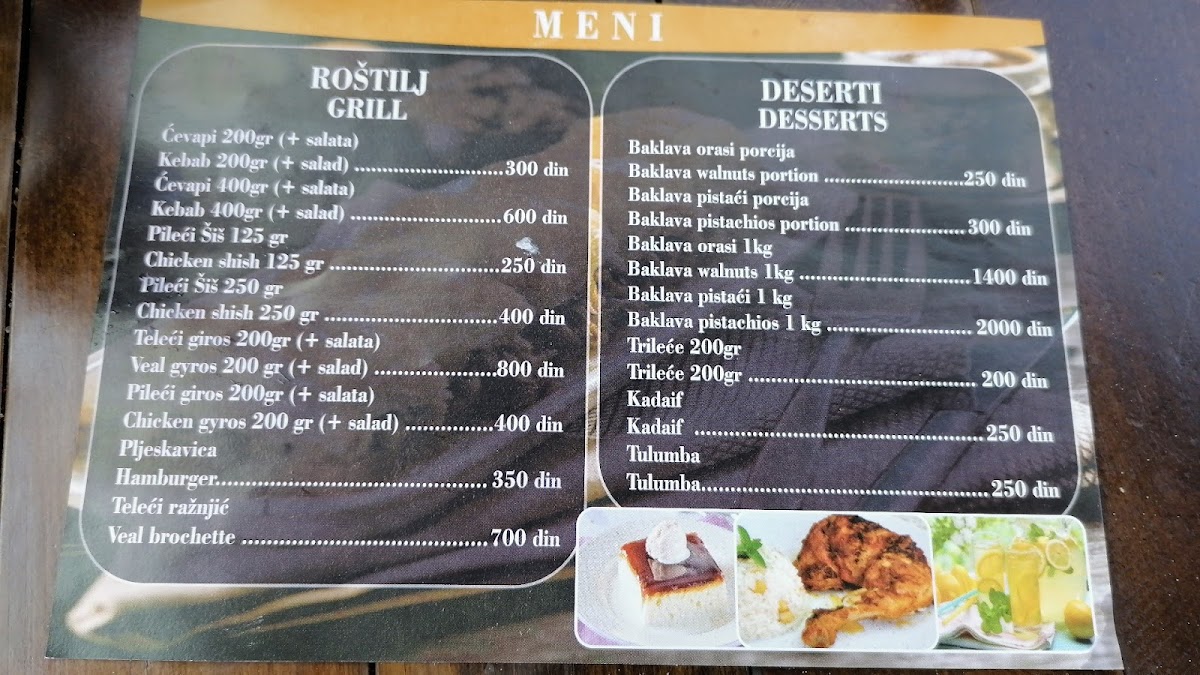 MENI
ROŠTILJ
GRILL
Ćevapi 200gr (+ salata)
Kebab 200gr (+ salad) ........................300 din
Ćevapi 400gr (+ salata)
Kebab 400gr (+ salad) ........................600 din
Pileći Šiš 125 gr
Chicken shish 125 gr ...........................250 din
Pileći Šiš 250 gr
Chicken shish 250 gr ...........................400 din
Teleći giros 200gr (+ salata)
Veal gyros 200 gr (+ salad) ...................800 din
Pileći giros 200gr (+ salata)
Chicken gyros 200 gr (+ salad) ..............400 din
Pljeskavica
Hamburger........................................... 350 din
Teleći ražnjić
Veal brochette ...................................... 700 din
DESERTI
DESSERTS
Baklava orasi porcija
Baklava walnuts portion .......................250 din
Baklava pistaći porcija
Baklava pistachios portion ................... 300 din
Baklava orasi 1kg
Baklava walnuts 1kg ............................1400 din
Baklava pistaći 1 kg
Baklava pistachios 1 kg ....................... 2000 din
Trileće 200gr
Trileće 200gr .................................... 200 din
Kadaif
Kadaif ..............................................250 din
Tulumba
Tulumba............................................. 250 din